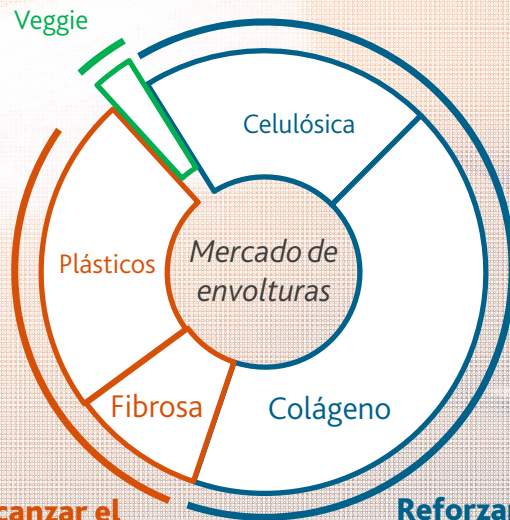 Veggie
Celulósica
Plásticos
Mercado de
envolturas
Fibrosa
Colágeno
canzar el
Reforzar